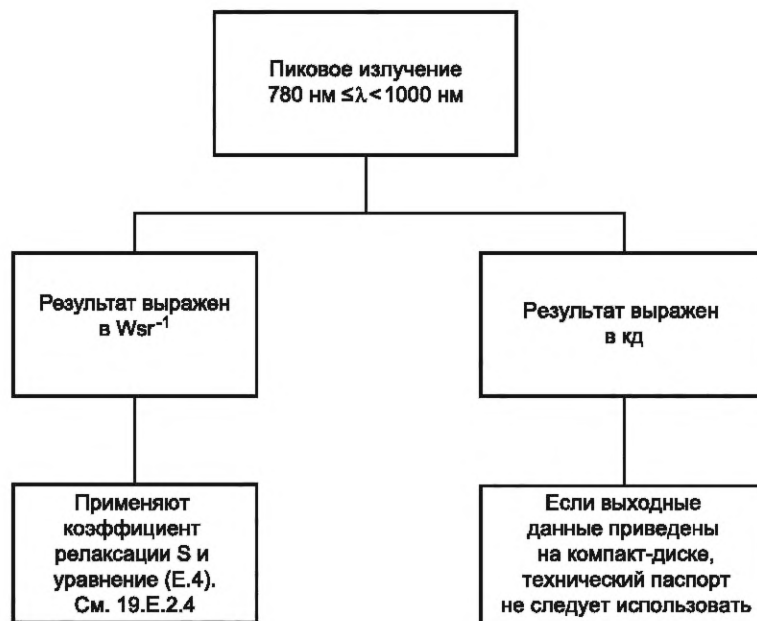 Пиковое излучение
780 нм ≤λ<1000 нм
Результат выражен
в Wsr⁻¹
Результат выражен
в кд
Применяют
коэффициент
релаксации S и
уравнение (E.4).
См. 19.E.2.4
Если выходные
данные приведены
на компакт-диске,
технический паспорт
не следует использовать